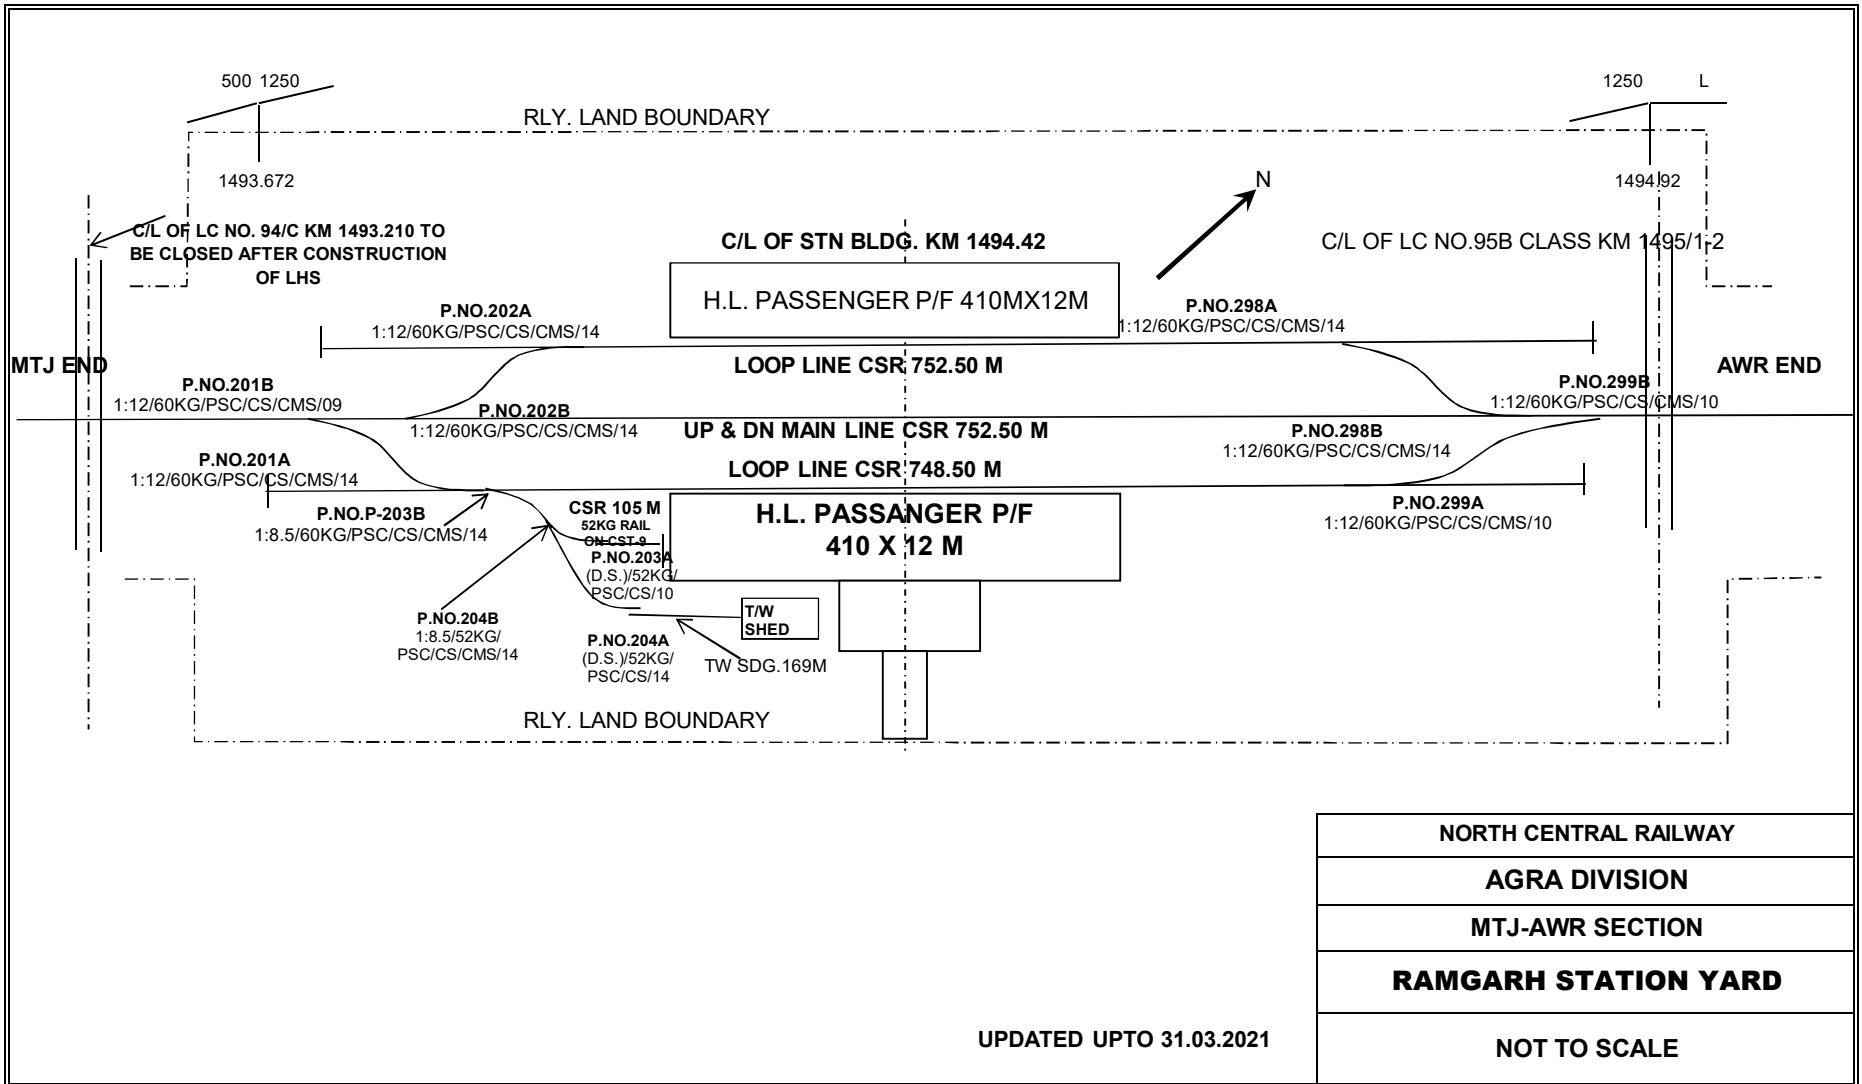 500 1250
1250 L
RLY. LAND BOUNDARY
1493.672
1494.92
N
C/L OF LC NO. 94/C KM 1493.210 TO
BE CLOSED AFTER CONSTRUCTION
OF LHS
C/L OF STN BLDG. KM 1494.42
C/L OF LC NO.95B CLASS KM 1495/1-2
H.L. PASSENGER P/F 410MX12M
P.NO.202A
1:12/60KG/PSC/CS/CMS/14
P.NO.298A
1:12/60KG/PSC/CS/CMS/14
MTJ END
LOOP LINE CSR 752.50 M
AWR END
P.NO.201B
1:12/60KG/PSC/CS/CMS/09
P.NO.299B
1:12/60KG/PSC/CS/CMS/10
P.NO.202B
1:12/60KG/PSC/CS/CMS/14
UP & DN MAIN LINE CSR 752.50 M
P.NO.298B
1:12/60KG/PSC/CS/CMS/14
P.NO.201A
1:12/60KG/PSC/CS/CMS/14
LOOP LINE CSR 748.50 M
P.NO.P-203B
1:8.5/60KG/PSC/CS/CMS/14
CSR 105 M
52KG RAIL
ON CST-9
H.L. PASSANGER P/F
410 X 12 M
P.NO.299A
1:12/60KG/PSC/CS/CMS/10
P.NO.203A
(D.S.)/52KG/
PSC/CS/10
P.NO.204B
1:8.5/52KG/
PSC/CS/CMS/14
T/W
SHED
P.NO.204A
(D.S.)/52KG/
PSC/CS/14
TW SDG.169M
RLY. LAND BOUNDARY
NORTH CENTRAL RAILWAY
AGRA DIVISION
MTJ-AWR SECTION
RAMGARH STATION YARD
UPDATED UPTO 31.03.2021
NOT TO SCALE